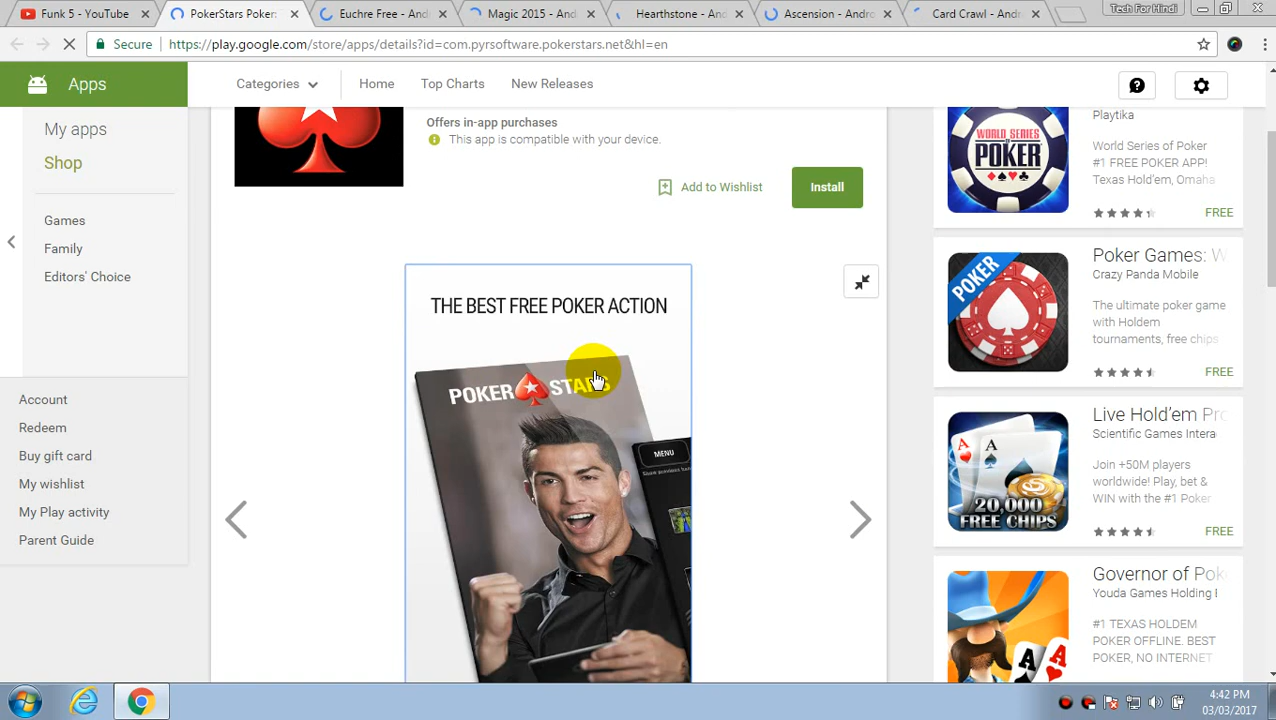 Funk 5 - YouTube
PokerStars Poker:
Euchre Free - And
Magic 2015 - And
Hearthstone - And
Ascension - Andro
Card Crawl - And
Tech For Hindi
Secure
https://play.google.com/store/apps/details?id=com.pyrsoftware.pokerstars.net&hl=en
Apps
Categories
Home
Top Charts
New Releases
My apps
Shop
Games
Family
Editors' Choice
Account
Redeem
Buy gift card
My wishlist
My Play activity
Parent Guide
Offers in-app purchases
This app is compatible with your device.
Add to Wishlist
Install
THE BEST FREE POKER ACTION
POKER STARS
MENU
WORLD SERIES
OF
POKER
Playtika
World Series of Poker
#1 FREE POKER APP!
Texas Hold'em, Omaha
FREE
POKER
Poker Games: W
Crazy Panda Mobile
The ultimate poker game
with Holdem
tournaments, free chips
FREE
A A
20,000
FREE CHIPS
Live Hold'em Pro
Scientific Games Intera
Join +50M players
worldwide! Play, bet &
WIN with the #1 Poker
FREE
A A
Governor of Pok
Youda Games Holding B
#1 TEXAS HOLDEM
POKER OFFLINE. BEST
POKER, NO INTERNET
4:42 PM
03/03/2017